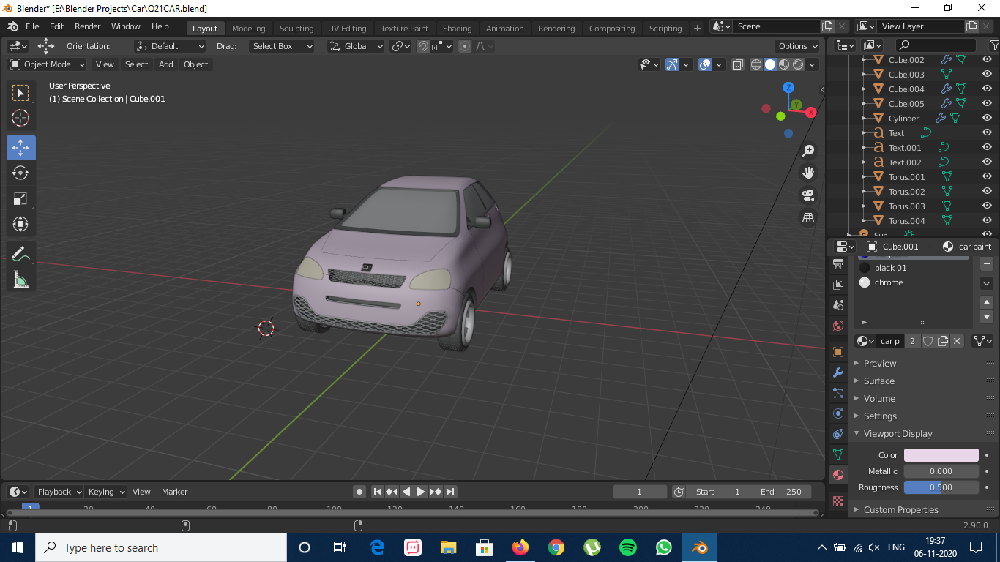 Blender* [E:\Blender Projects\Car\Q21CAR.blend]
File Edit Render Window Help Layout Modeling Sculpting UV Editing Texture Paint Shading Animation Rendering Compositing Scripting + Scene View Layer
Orientation: Default Drag: Select Box Global Options
Object Mode View Select Add Object
User Perspective
(1) Scene Collection | Cube.001
Z
Y
X
Cube.002
Cube.003
Cube.004
Cube.005
Cylinder
Text
Text.001
Text.002
Torus.001
Torus.002
Torus.003
Torus.004
Sun
Cube.001 car paint
black 01
chrome
car p 2
Preview
Surface
Volume
Settings
Viewport Display
Color
Metallic 0.000
Roughness 0.500
Custom Properties
Playback Keying View Marker 1 Start 1 End 250
1 20 40 60 80 100 120 140 160 180 200 220 240
2.90.0
Type here to search
ENG
19:37
06-11-2020